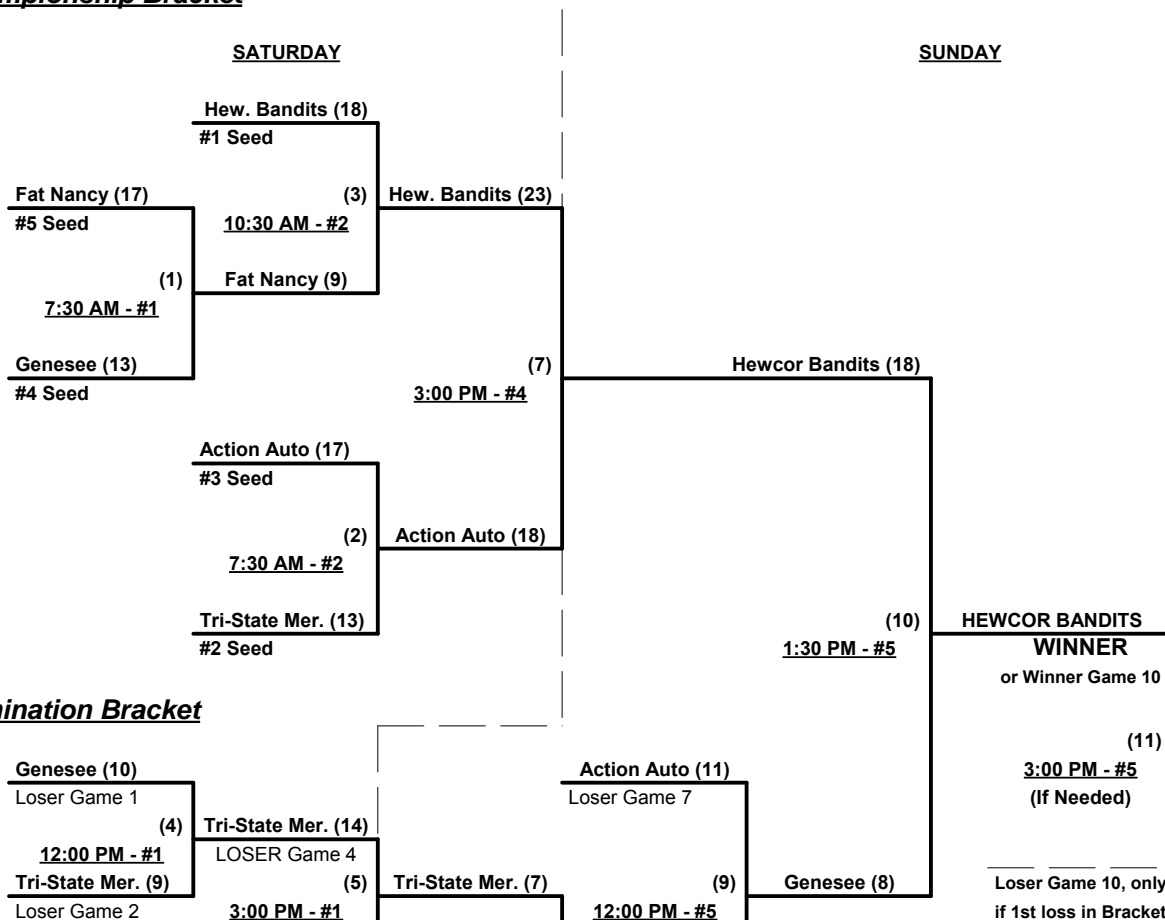 SATURDAY
SUNDAY
Hew. Bandits (18)
#1 Seed
Fat Nancy (17)
(3)
Hew. Bandits (23)
#5 Seed
10:30 AM - #2
(1)
Fat Nancy (9)
7:30 AM - #1
Genesee (13)
(7)
Hewcor Bandits (18)
#4 Seed
3:00 PM - #4
Action Auto (17)
#3 Seed
(2)
Action Auto (18)
7:30 AM - #2
Tri-State Mer. (13)
(10)
HEWCOR BANDITS
#2 Seed
1:30 PM - #5
WINNER
or Winner Game 10
Bracket
(11)
Genesee (10)
Action Auto (11)
3:00 PM - #5
Loser Game 1
Loser Game 7
(If Needed)
(4)
Tri-State Mer. (14)
12:00 PM - #1
LOSER Game 4
Tri-State Mer. (9)
(5)
Tri-State Mer. (7)
(9)
Genesee (8)
Loser Game 10, only
Loser Game 2
3:00 PM - #1
12:00 PM - #5
if 1st loss in Bracket